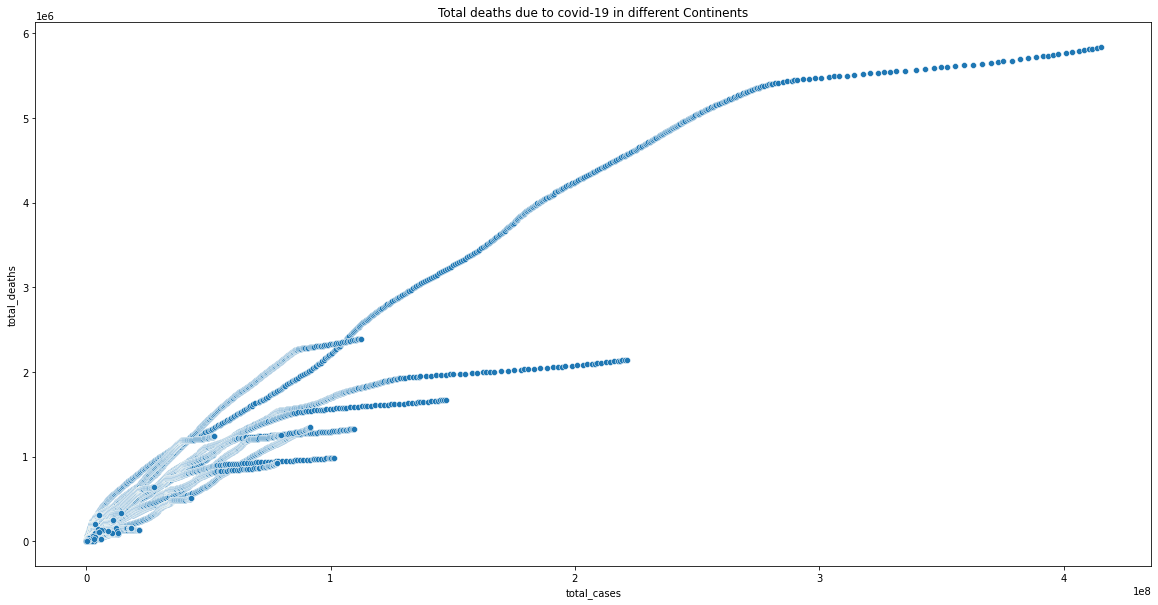 Total deaths due to covid-19 in different Continents
1e6
6
5
4
3
2
1
0
total_deaths
0 1 2 3 4
1e8
total_cases